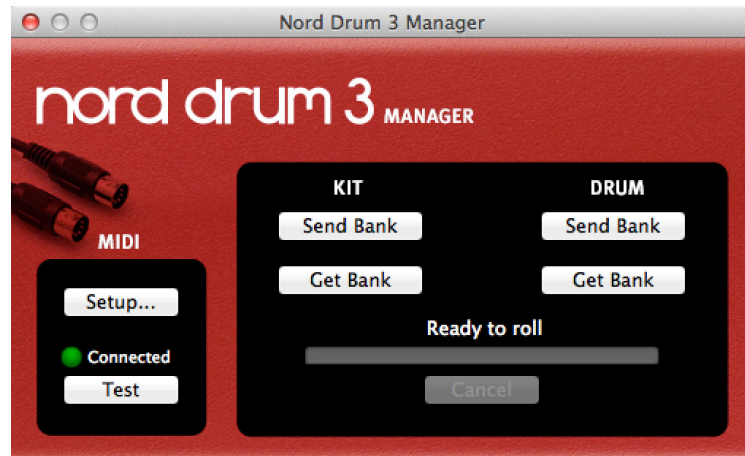 Nord Drum 3 Manager
nord drum 3 MANAGER
MIDI
Setup...
Connected
Test
KIT
DRUM
Send Bank
Send Bank
Get Bank
Get Bank
Ready to roll
Cancel